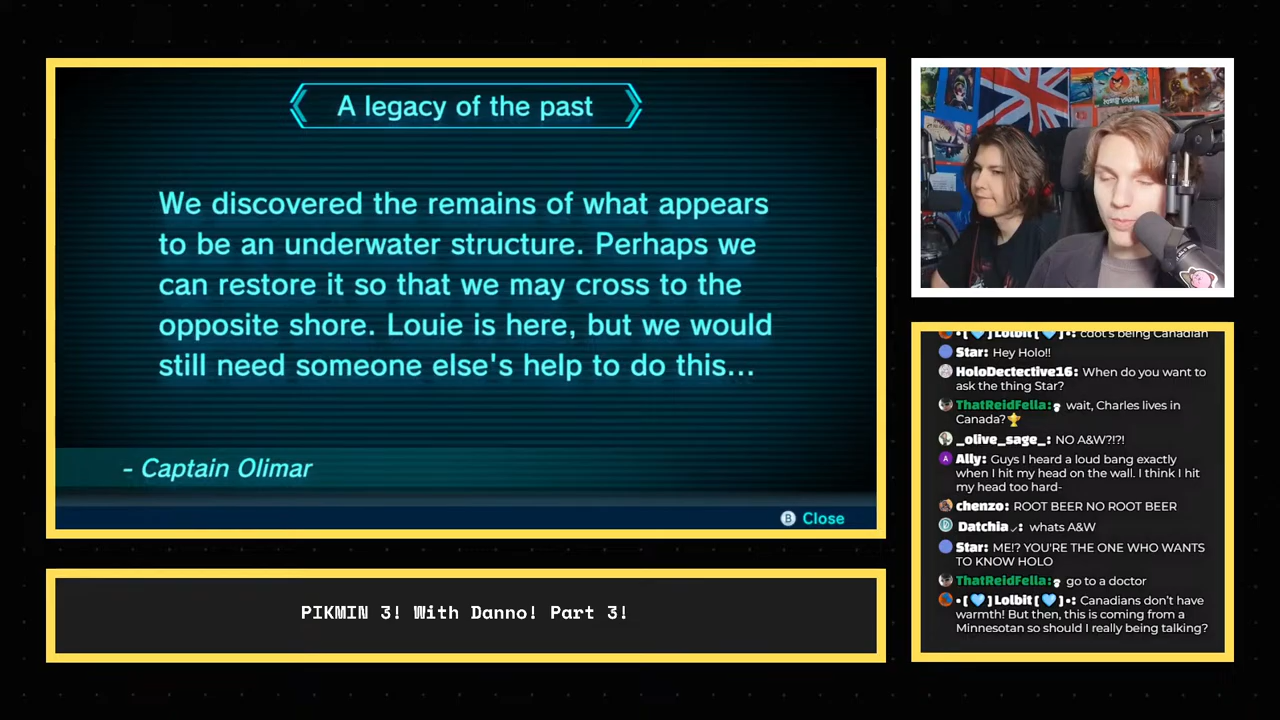 A legacy of the past
We discovered the remains of what appears
to be an underwater structure. Perhaps we
can restore it so that we may cross to the
opposite shore. Louie is here, but we would
still need someone else's help to do this...
- Captain Olimar
B Close
PIKMIN 3! With Danno! Part 3!
•[💙]Lolbit[💙]•: cdot's being Canadian
Star: Hey Holo!!
HoloDectective16: When do you want to
ask the thing Star?
ThatReidFella: wait, Charles lives in
Canada?🏆
_olive_sage_: NO A&W?!?!
A Ally: Guys I heard a loud bang exactly
when I hit my head on the wall. I think I hit
my head too hard-
chenzo: ROOT BEER NO ROOT BEER
Datchia✓: whats A&W
Star: ME!? YOU'RE THE ONE WHO WANTS
TO KNOW HOLO
ThatReidFella: go to a doctor
•[💙]Lolbit[💙]•: Canadians don't have
warmth! But then, this is coming from a
Minnesotan so should I really being talking?